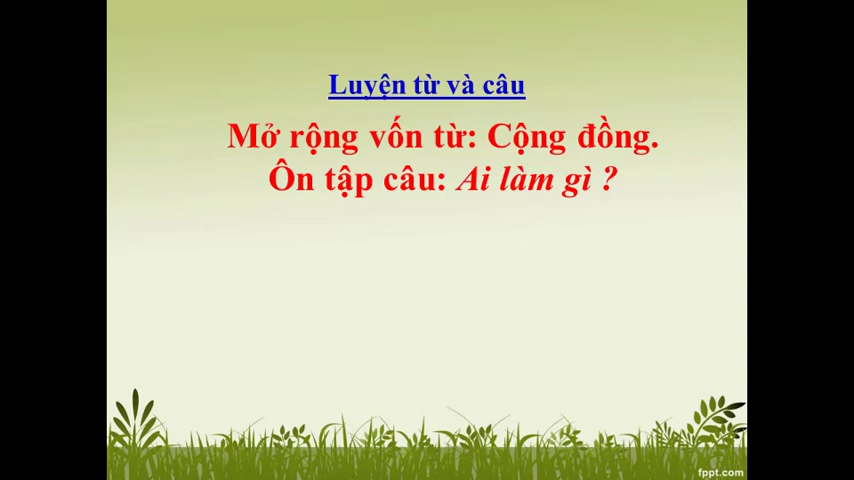 Luyện từ và câu
Mở rộng vốn từ: Cộng đồng.
Ôn tập câu: Ai làm gì ?
fppt.com